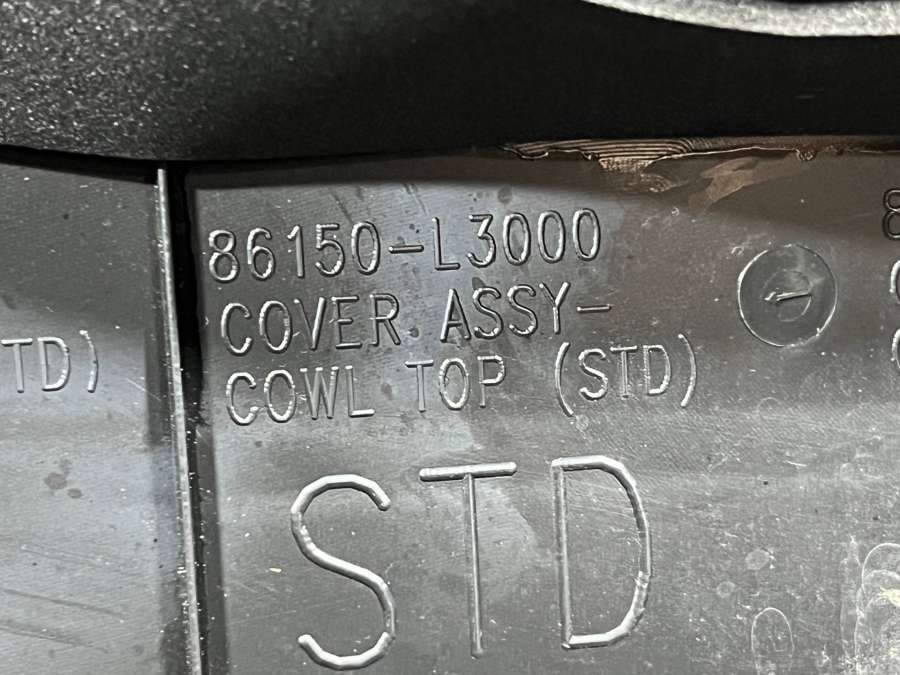 86150-L3000
COVER ASSY-
COWL TOP (STD)
STD
TD)